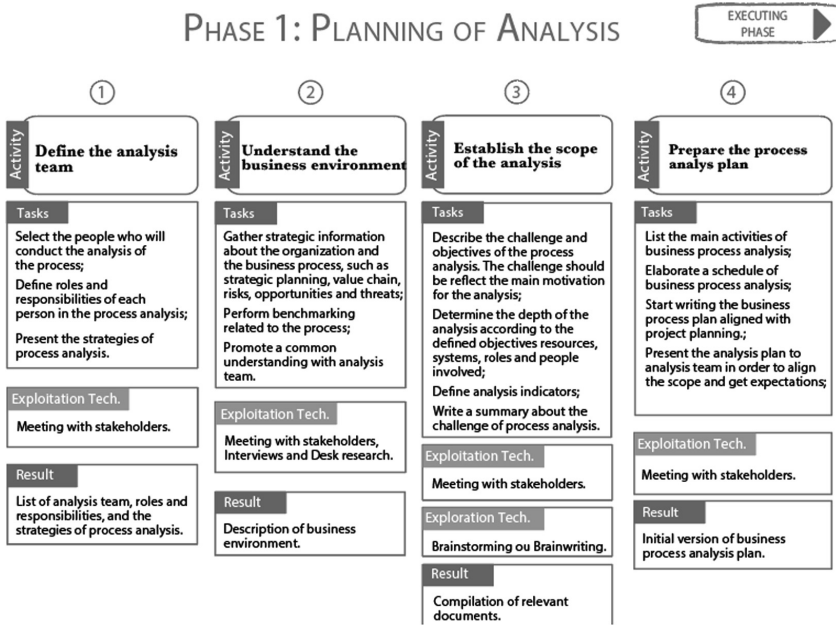 PHASE 1: PLANNING OF ANALYSIS
EXECUTING
PHASE
1
Activity
Define the analysis
team
Tasks
Select the people who will
conduct the analysis of
the process;
Define roles and
responsibilities of each
person in the process analysis;
Present the strategies of
process analysis.
Exploitation Tech.
Meeting with stakeholders.
Result
List of analysis team, roles and
responsibilities, and the
strategies of process analysis.
2
Activity
Understand the
business environment
Tasks
Gather strategic information
about the organization and
the business process, such as
strategic planning, value chain,
risks, opportunities and threats;
Perform benchmarking
related to the process;
Promote a common
understanding with analysis
team.
Exploitation Tech.
Meeting with stakeholders,
Interviews and Desk research.
Result
Description of business
environment.
3
Activity
Establish the scope
of the analysis
Tasks
Describe the challenge and
objectives of the process
analysis. The challenge should
be reflect the main motivation
for the analysis;
Determine the depth of the
analysis according to the
defined objectives resources,
systems, roles and people
involved;
Define analysis indicators;
Write a summary about the
challenge of process analysis.
Exploitation Tech.
Meeting with stakeholders.
Exploration Tech.
Brainstorming ou Brainwriting.
Result
Compilation of relevant
documents.
4
Activity
Prepare the process
analys plan
Tasks
List the main activities of
business process analysis;
Elaborate a schedule of
business process analysis;
Start writing the business
process plan aligned with
project planning.;
Present the analysis plan to
analysis team in order to align
the scope and get expectations;
Exploitation Tech.
Meeting with stakeholders.
Result
Initial version of business
process analysis plan.